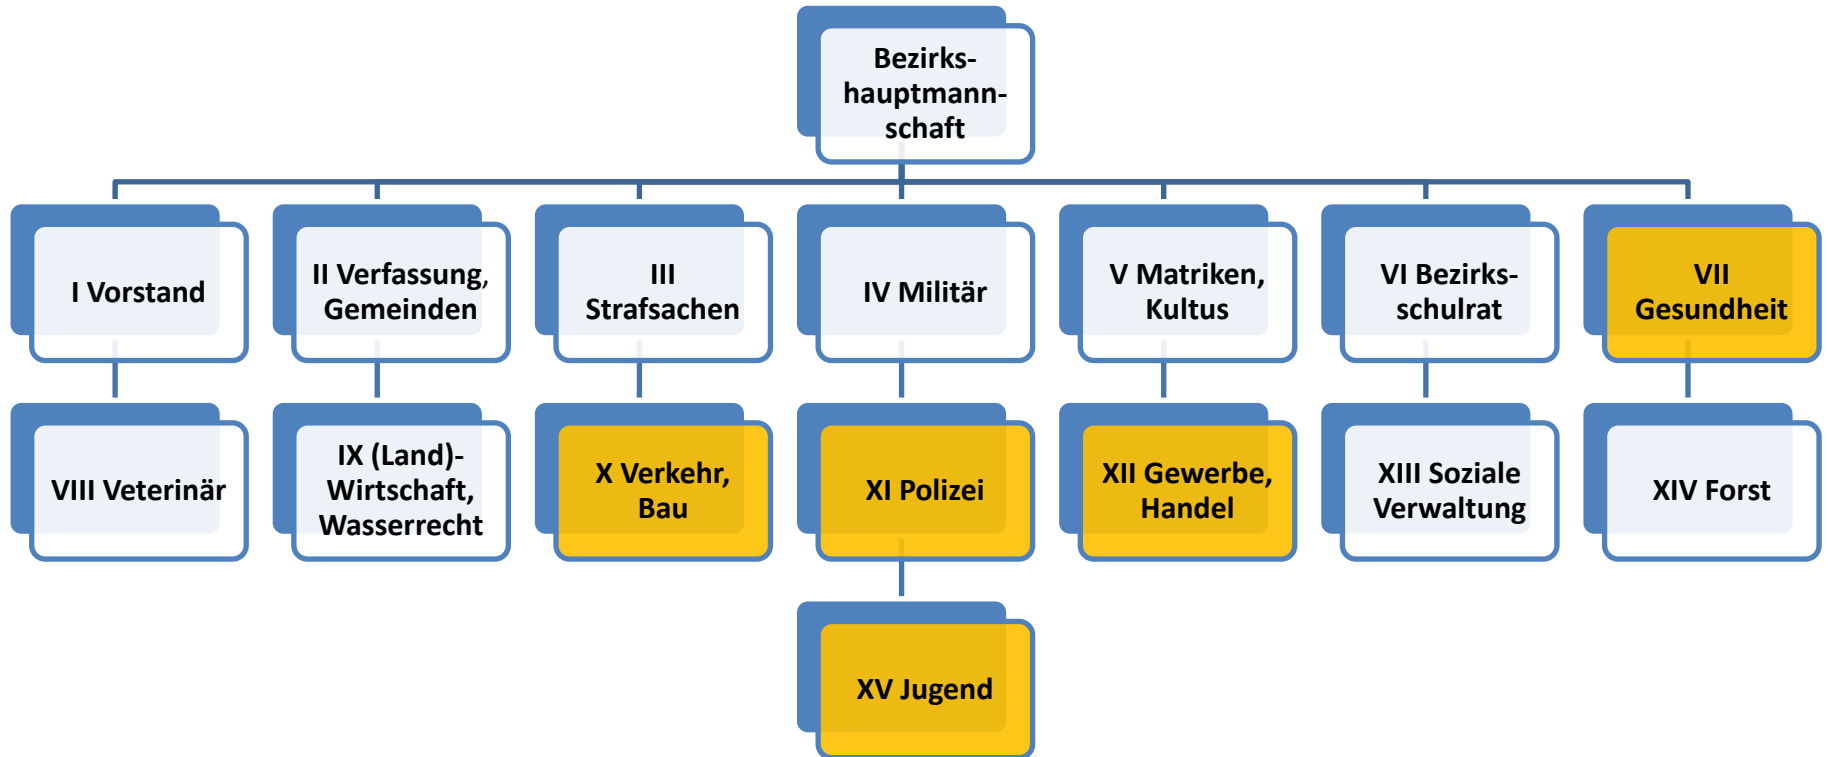 Bezirks-
hauptmann-
schaft
I Vorstand
II Verfassung,
Gemeinden
III
Strafsachen
IV Militär
V Matriken,
Kultus
VI Bezirks-
schulrat
VII
Gesundheit
VIII Veterinär
IX (Land)-
Wirtschaft,
Wasserrecht
X Verkehr,
Bau
XI Polizei
XII Gewerbe,
Handel
XIII Soziale
Verwaltung
XIV Forst
XV Jugend